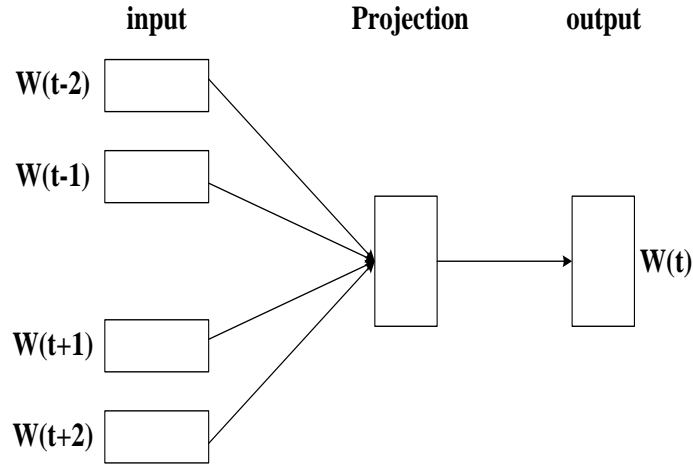 input Projection output
W(t-2)
W(t-1)
W(t)
W(t+1)
W(t+2)